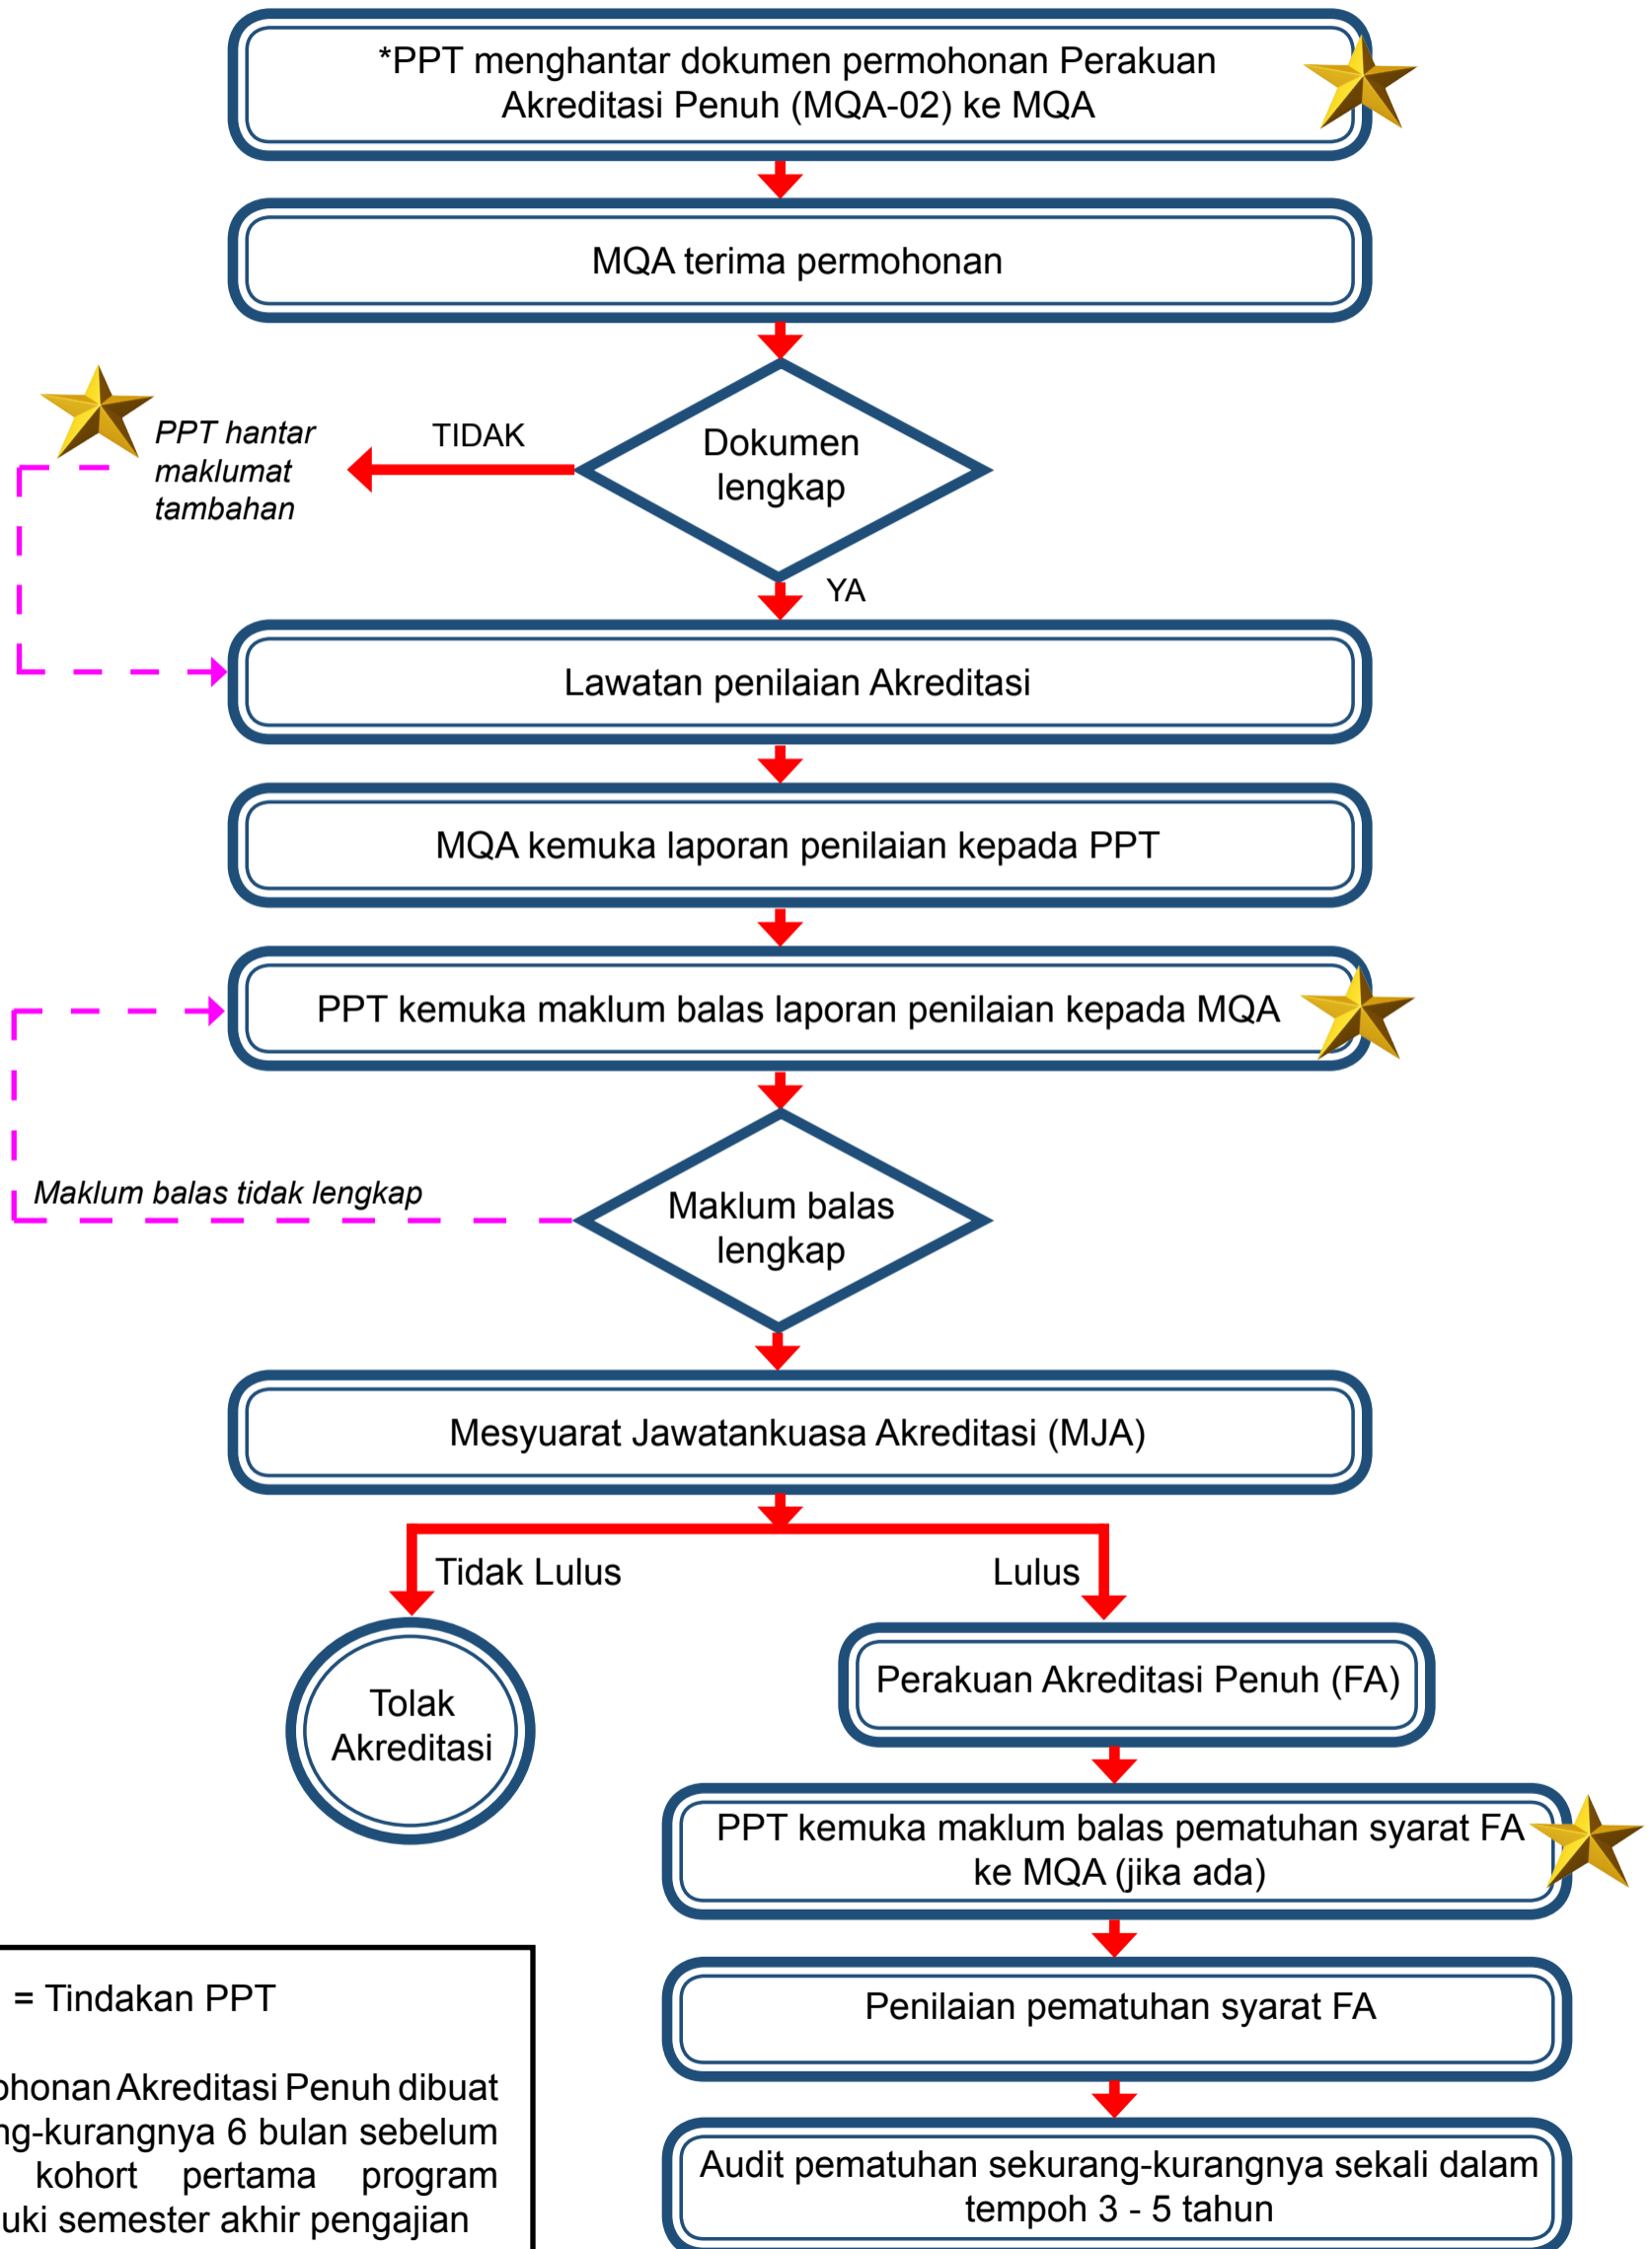 *PPT menghantar dokumen permohonan Perakuan
Akreditasi Penuh (MQA-02) ke MQA
MQA terima permohonan
PPT hantar
maklumat
tambahan
TIDAK
Dokumen
lengkap
YA
Lawatan penilaian Akreditasi
MQA kemuka laporan penilaian kepada PPT
PPT kemuka maklum balas laporan penilaian kepada MQA
Maklum balas tidak lengkap
Maklum balas
lengkap
Mesyuarat Jawatankuasa Akreditasi (MJA)
Tidak Lulus
Lulus
Tolak
Akreditasi
Perakuan Akreditasi Penuh (FA)
PPT kemuka maklum balas pematuhan syarat FA
ke MQA (jika ada)
Penilaian pematuhan syarat FA
Audit pematuhan sekurang-kurangnya sekali dalam
tempoh 3 - 5 tahun
= Tindakan PPT
Akreditasi Penuh dibuat
6 bulan sebelum
kohort pertama program
semester akhir pengajian